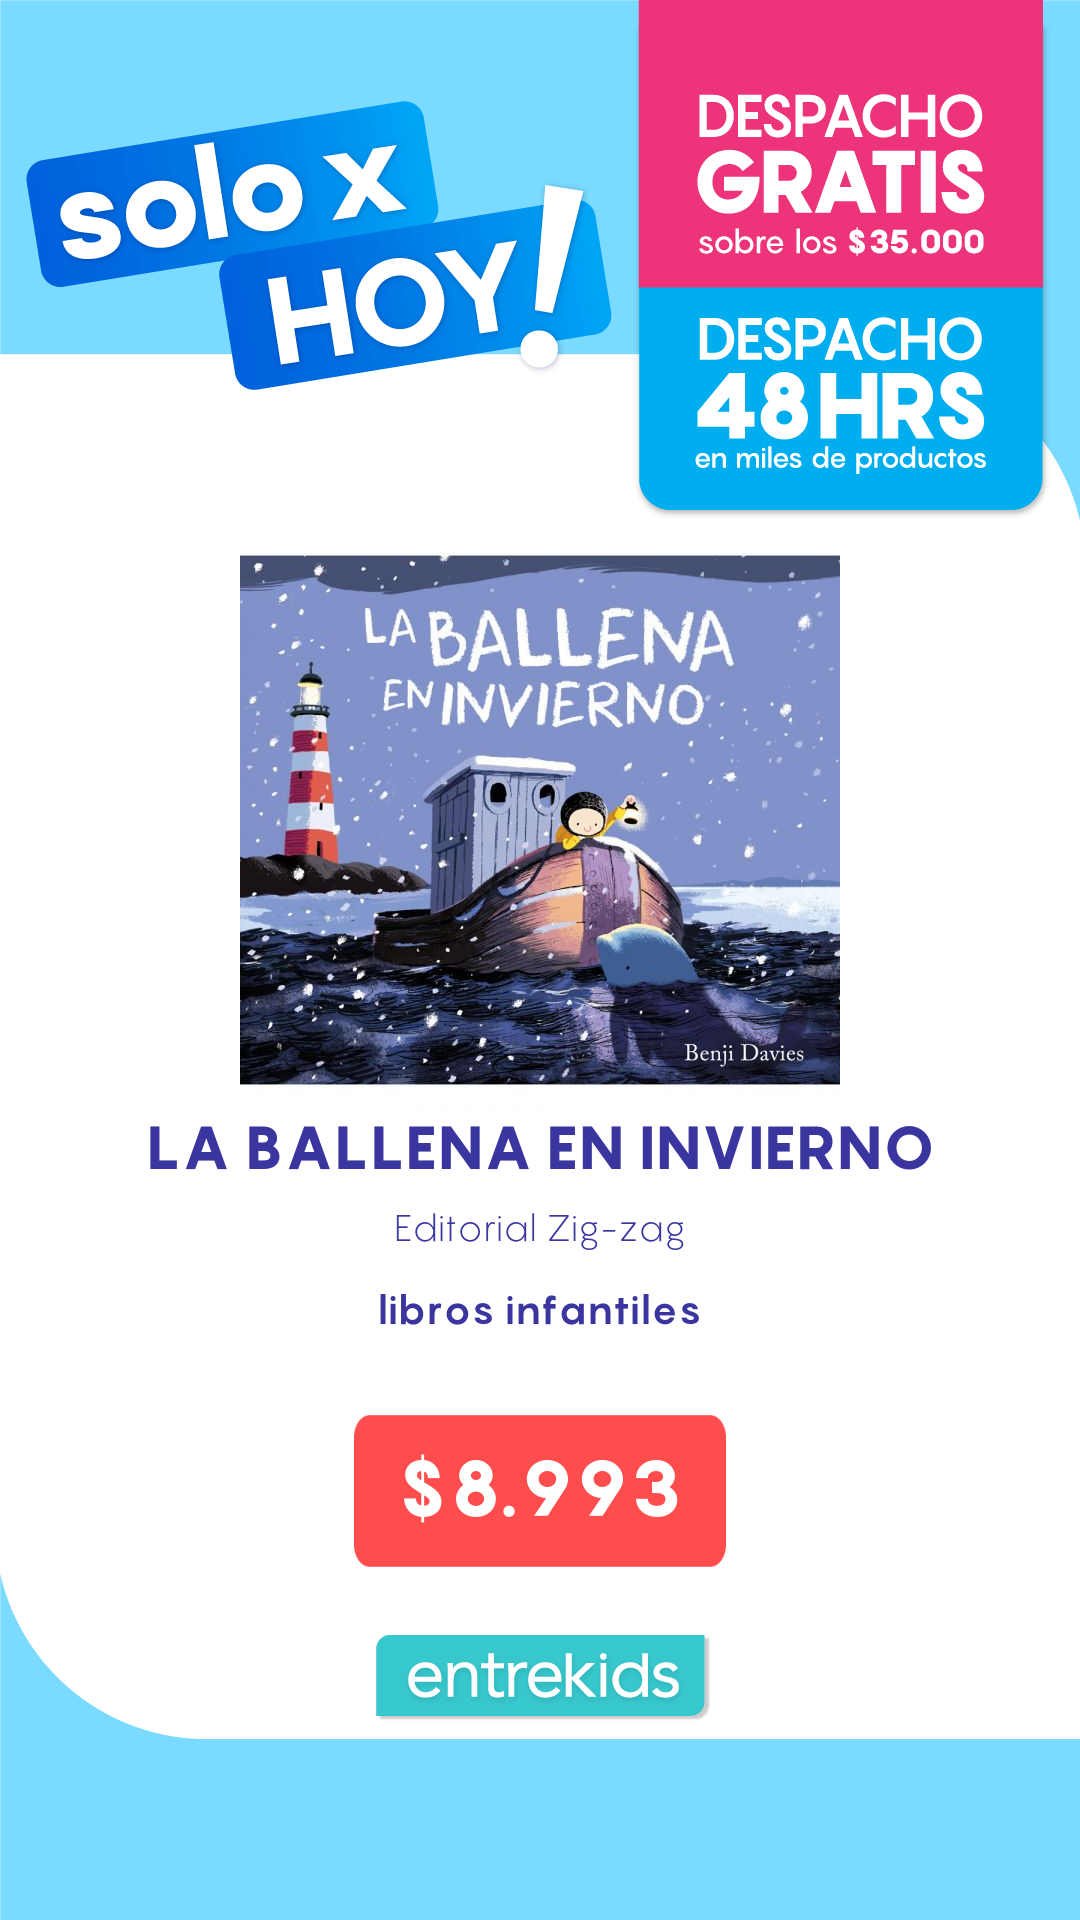 solo x
HOY!
DESPACHO
GRATIS
sobre los $35.000
DESPACHO
48HRS
en miles de productos
LA BALLENA
EN INVIERNO
Benji Davies
LA BALLENA EN INVIERNO
Editorial Zig-zag
libros infantiles
$8.993
entrekids